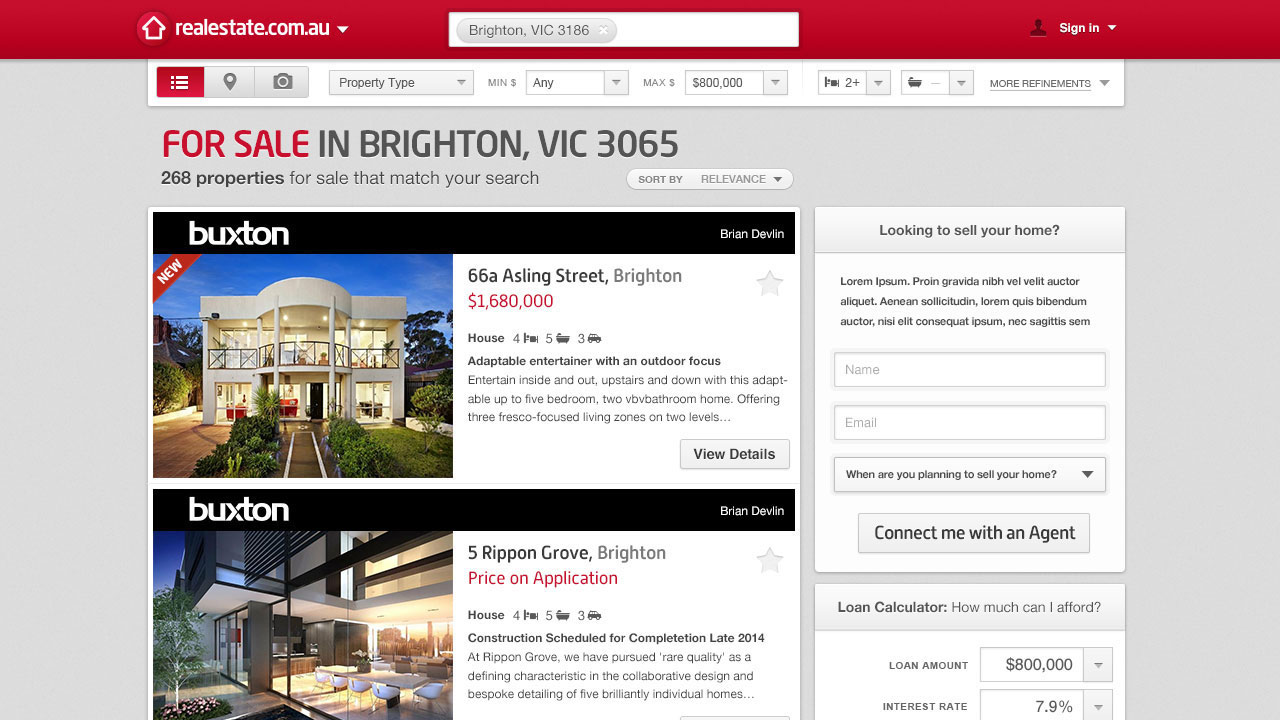 realestate.com.au
Brighton, VIC 3186
Sign in
Property Type
MIN $
Any
MAX $
$800,000
2+
—
MORE REFINEMENTS
FOR SALE IN BRIGHTON, VIC 3065
268 properties for sale that match your search
SORT BY RELEVANCE
buxton
Brian Devlin
NEW
66a Asling Street, Brighton
$1,680,000
House 4 5 3
Adaptable entertainer with an outdoor focus
Entertain inside and out, upstairs and down with this adapt-
able up to five bedroom, two vbvbathroom home. Offering
three fresco-focused living zones on two levels…
View Details
buxton
Brian Devlin
5 Rippon Grove, Brighton
Price on Application
House 4 5 3
Construction Scheduled for Completetion Late 2014
At Rippon Grove, we have pursued 'rare quality' as a
defining characteristic in the collaborative design and
bespoke detailing of five brilliantly individual homes…
Looking to sell your home?
Lorem Ipsum. Proin gravida nibh vel velit auctor
aliquet. Aenean sollicitudin, lorem quis bibendum
auctor, nisi elit consequat ipsum, nec sagittis sem
Name
Email
When are you planning to sell your home?
Connect me with an Agent
Loan Calculator: How much can I afford?
LOAN AMOUNT
$800,000
INTEREST RATE
7.9%